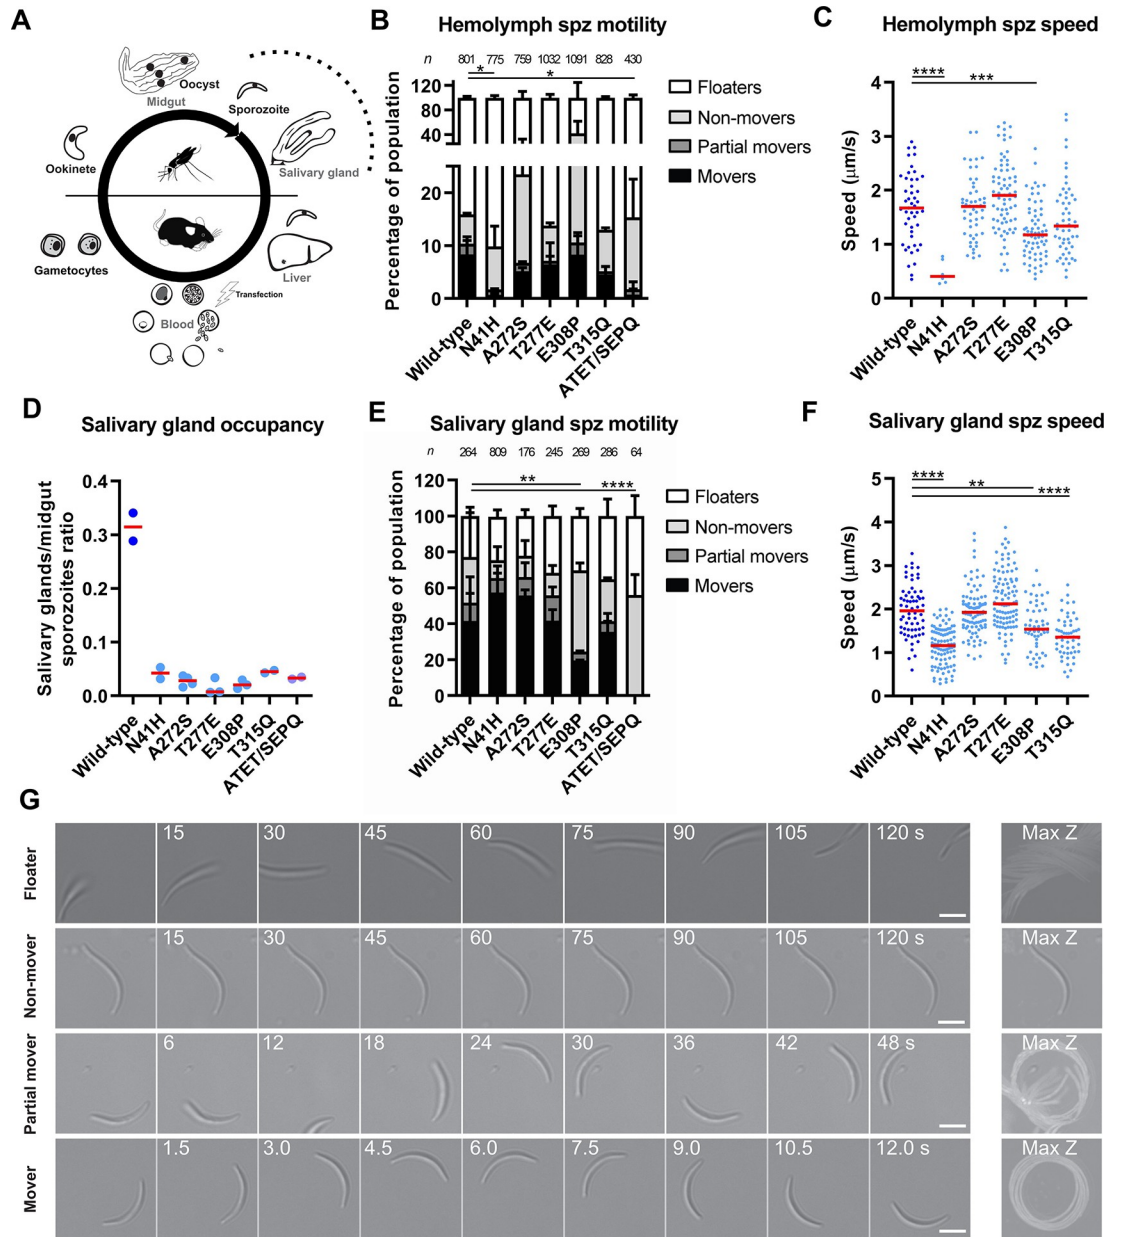 A
Oocyst
Midgut
Sporozoite
Ookinete
Salivary gland
Gametocytes
Liver
Transfection
Blood
B
Hemolymph spz motility
n 801 775 759 1032 1091 828 430
* *
Percentage of population
120
80
40
20
10
0
Floaters
Non-movers
Partial movers
Movers
Wild-type N41H A272S T277E E308P T315Q ATET/SEPQ
C
Hemolymph spz speed
**** ***
Speed (μm/s)
4
3
2
1
0
Wild-type N41H A272S T277E E308P T315Q
D
Salivary gland occupancy
Salivary glands/midgut
sporozoites ratio
0.4
0.3
0.2
0.1
0.0
Wild-type N41H A272S T277E E308P T315Q ATET/SEPQ
E
Salivary gland spz motility
n 264 809 176 245 269 286 64
** ****
Percentage of population
120
100
80
60
40
20
0
Floaters
Non-movers
Partial movers
Movers
Wild-type N41H A272S T277E E308P T315Q ATET/SEPQ
F
Salivary gland spz speed
**** ** ****
Speed (μm/s)
5
4
3
2
1
0
Wild-type N41H A272S T277E E308P T315Q
G
Floater
15 30 45 60 75 90 105 120 s Max Z
Non-mover
15 30 45 60 75 90 105 120 s Max Z
Partial mover
6 12 18 24 30 36 42 48 s Max Z
Mover
1.5 3.0 4.5 6.0 7.5 9.0 10.5 12.0 s Max Z